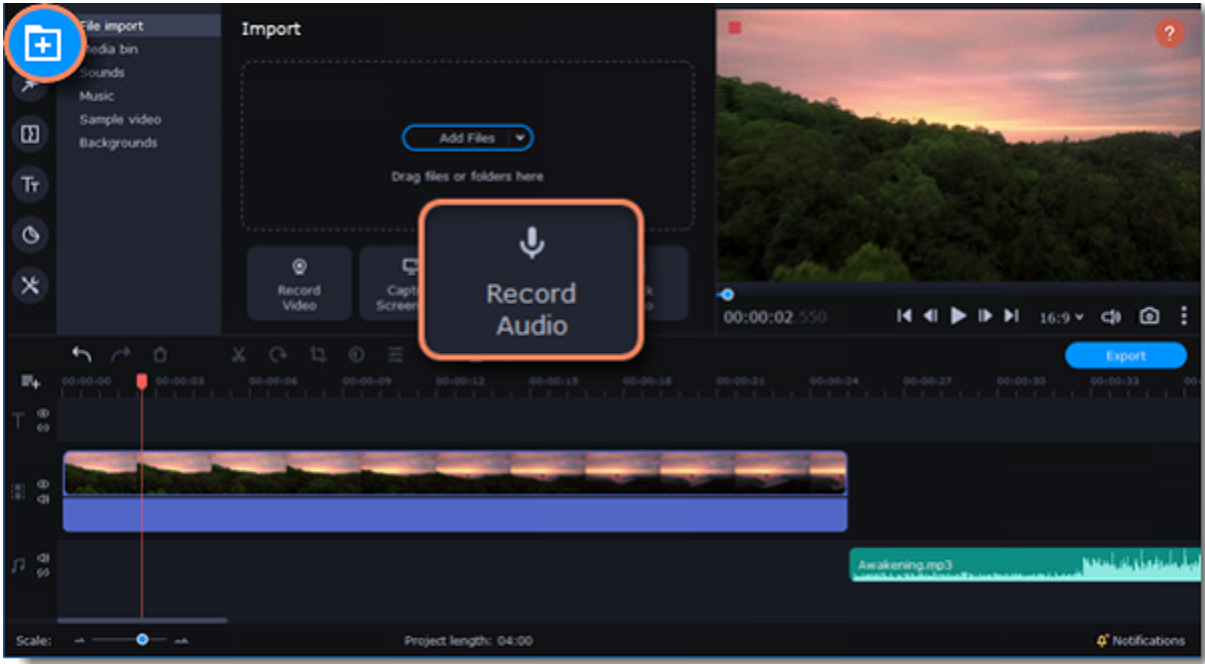 File import
Media bin
Sounds
Music
Sample video
Backgrounds
Import
Add Files
Drag files or folders here
Record
Video
Record
Audio
?
00:00:02.550
16:9
Export
00:00:00
00:00:03
00:00:06
00:00:09
00:00:12
00:00:15
00:00:18
00:00:21
00:00:24
00:00:27
00:00:30
00:00:33
Awakening.mp3
Scale:
Project length: 04:00
Notifications